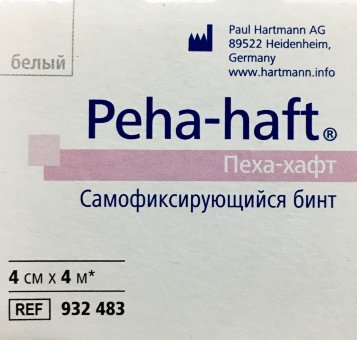 белый
Paul Hartmann AG
89522 Heidenheim,
Germany
www.hartmann.info
Peha-haft®
Пеха-хафт
Самофиксирующийся бинт
4 см x 4 м*
REF 932 483